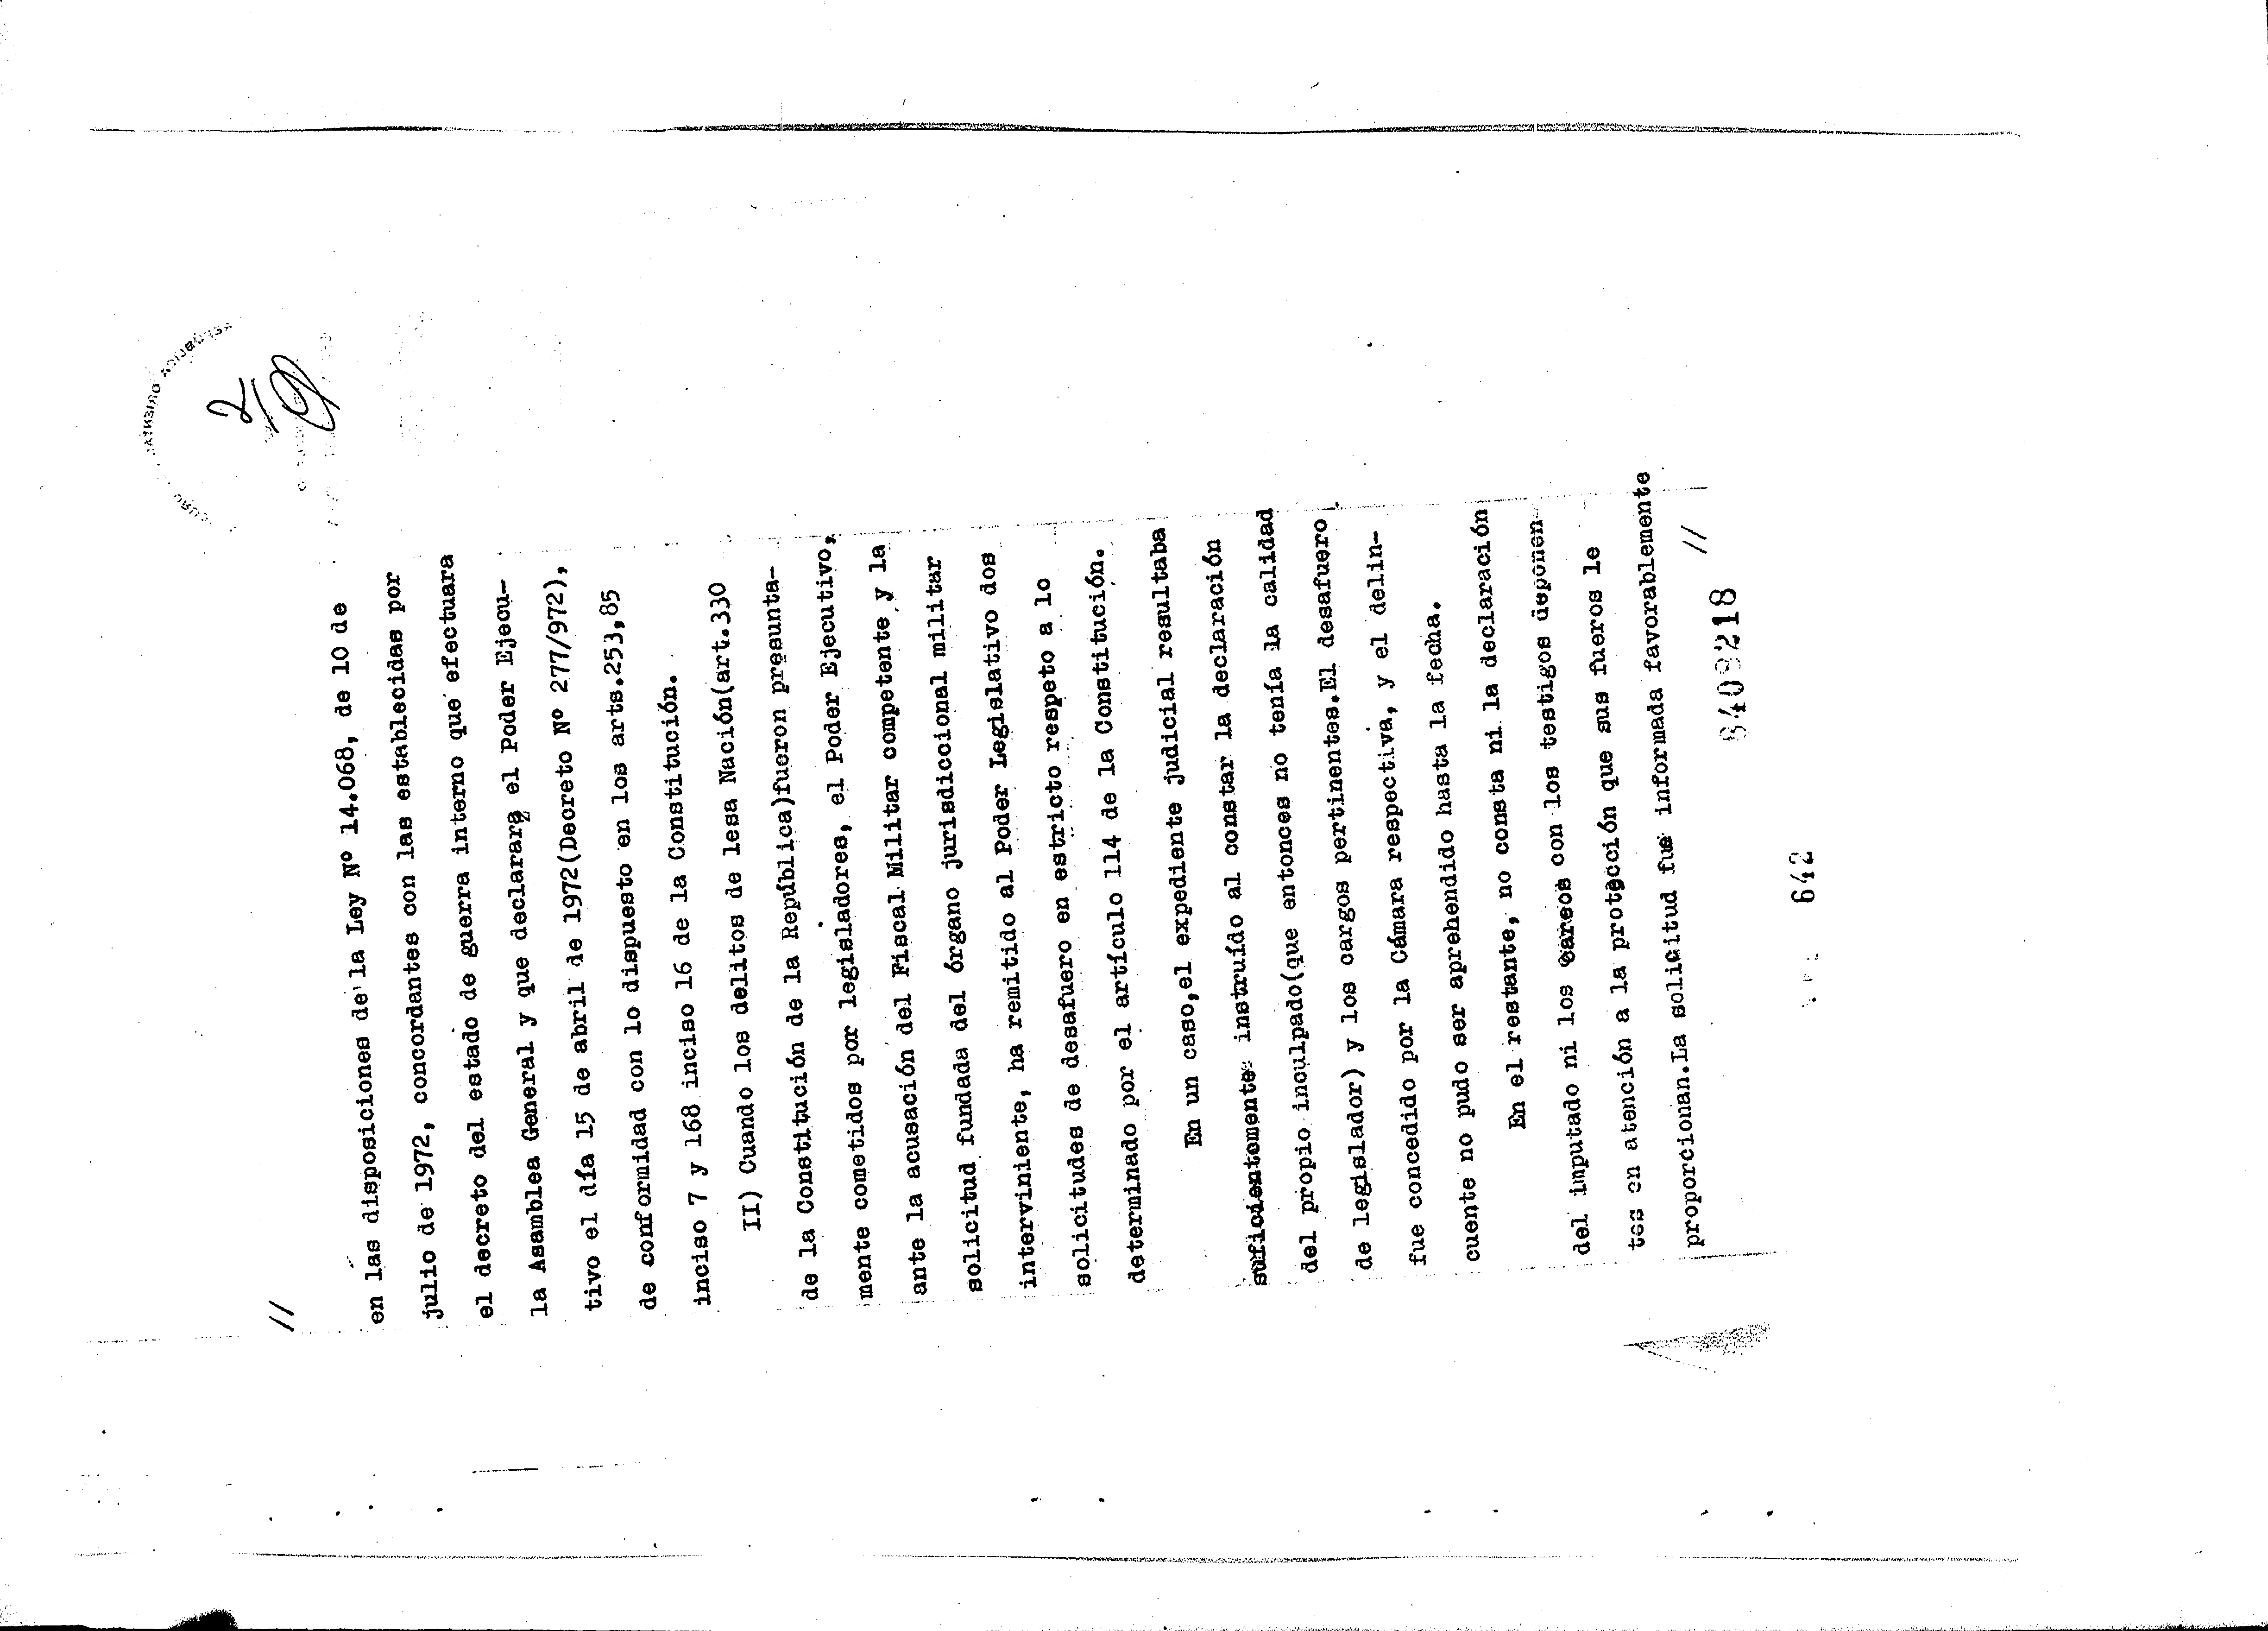 //
en las disposiciones de la Ley Nº 14.068, de 10 de
julio de 1972, concordantes con las establecidas por
el decreto del estado de guerra interno que efectuara
la Asamblea General y que declarara el Poder Ejecu-
tivo el día 15 de abril de 1972(Decreto Nº 277/972),
de conformidad con lo dispuesto en los arts.253,85
inciso 7 y 168 inciso 16 de la Constitución.
II) Cuando los delitos de lesa Nación(art.330
de la Constitución de la República)fueron presunta-
mente cometidos por legisladores, el Poder Ejecutivo,
ante la acusación del Fiscal Militar competente y la
solicitud fundada del órgano jurisdiccional militar
interviniente, ha remitido al Poder Legislativo dos
solicitudes de desafuero en estricto respeto a lo
determinado por el artículo 114 de la Constitución.
En un caso,el expediente judicial resultaba
suficientemente instruído al constar la declaración
del propio inculpado(que entonces no tenía la calidad
de legislador) y los cargos pertinentes.El desafuero
fue concedido por la Cámara respectiva, y el delin-
cuente no pudo ser aprehendido hasta la fecha.
En el restante, no consta ni la declaración
del imputado ni los careos con los testigos deponen-
tes en atención a la protección que sus fueros le
proporcionan.La solicitud fue informada favorablemente
//
8409218
642